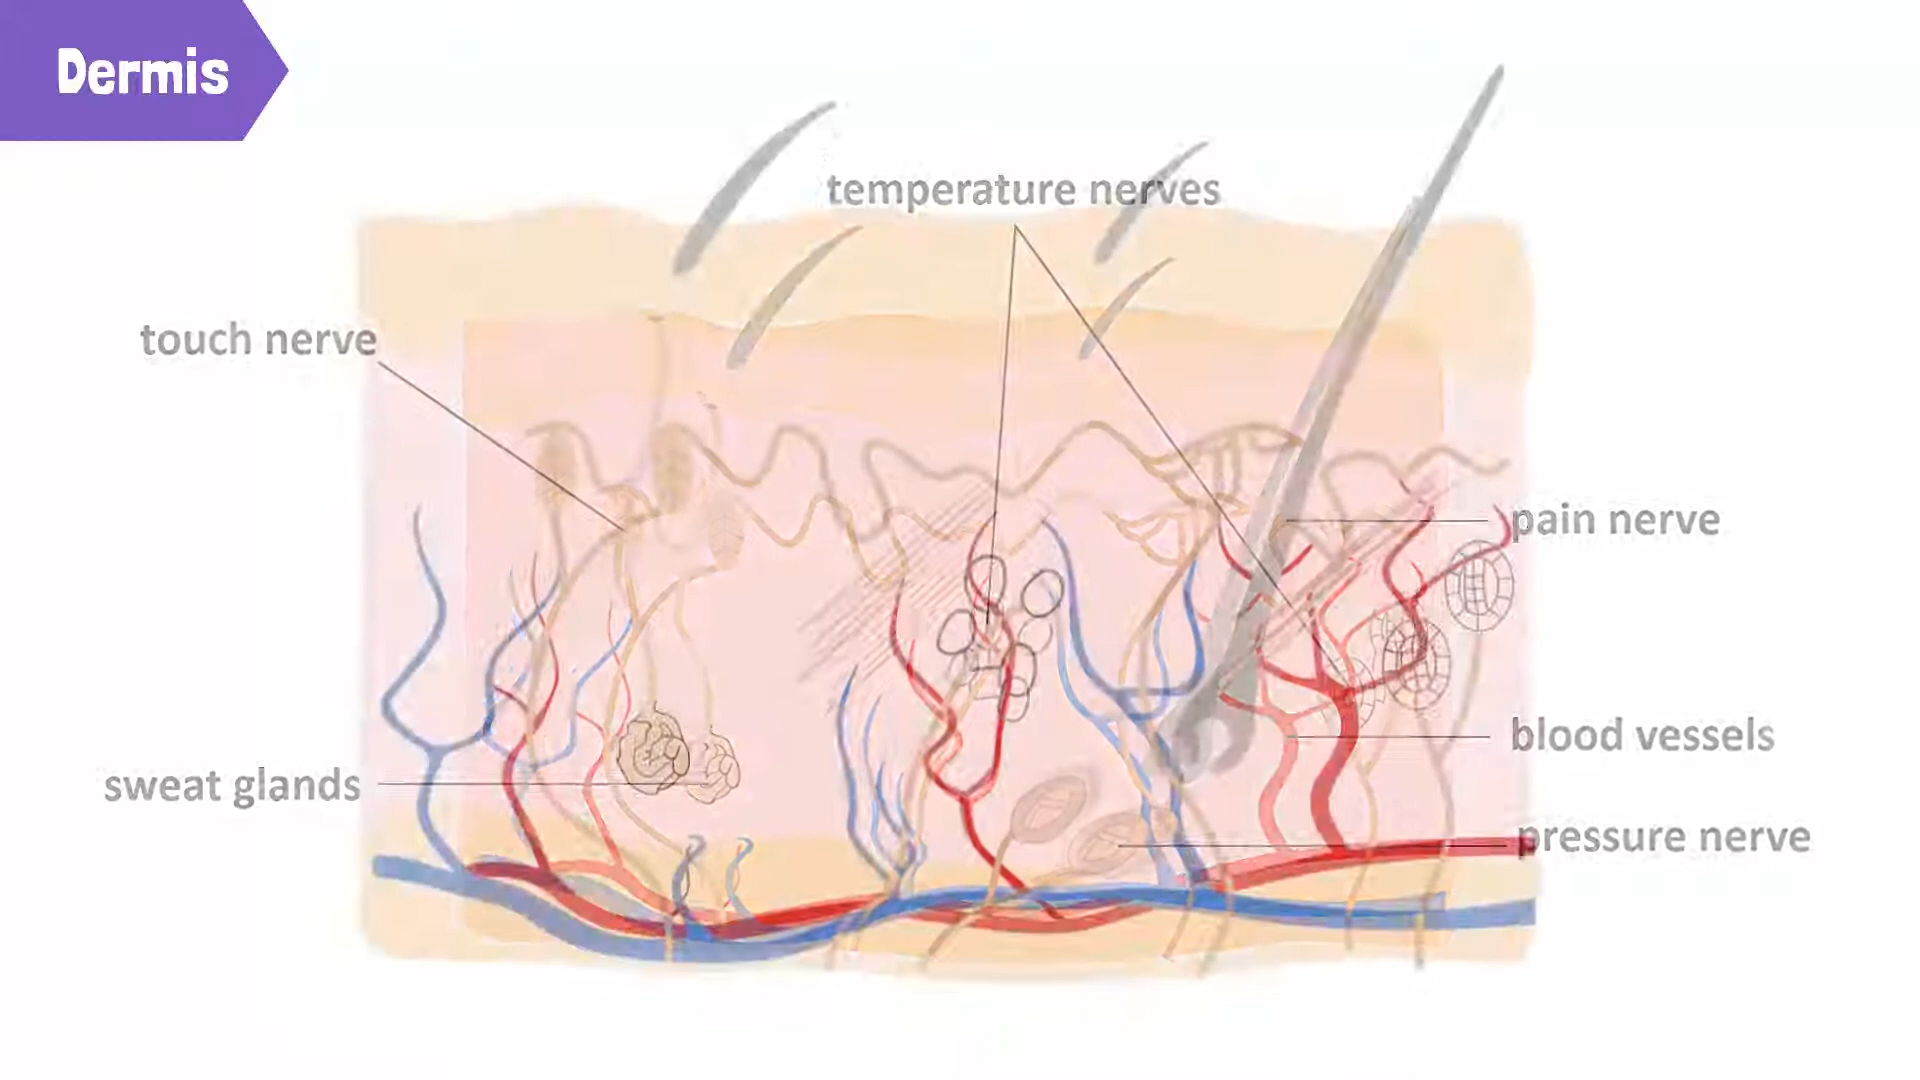 Dermis
temperature nerves
touch nerve
pain nerve
blood vessels
sweat glands
pressure nerve